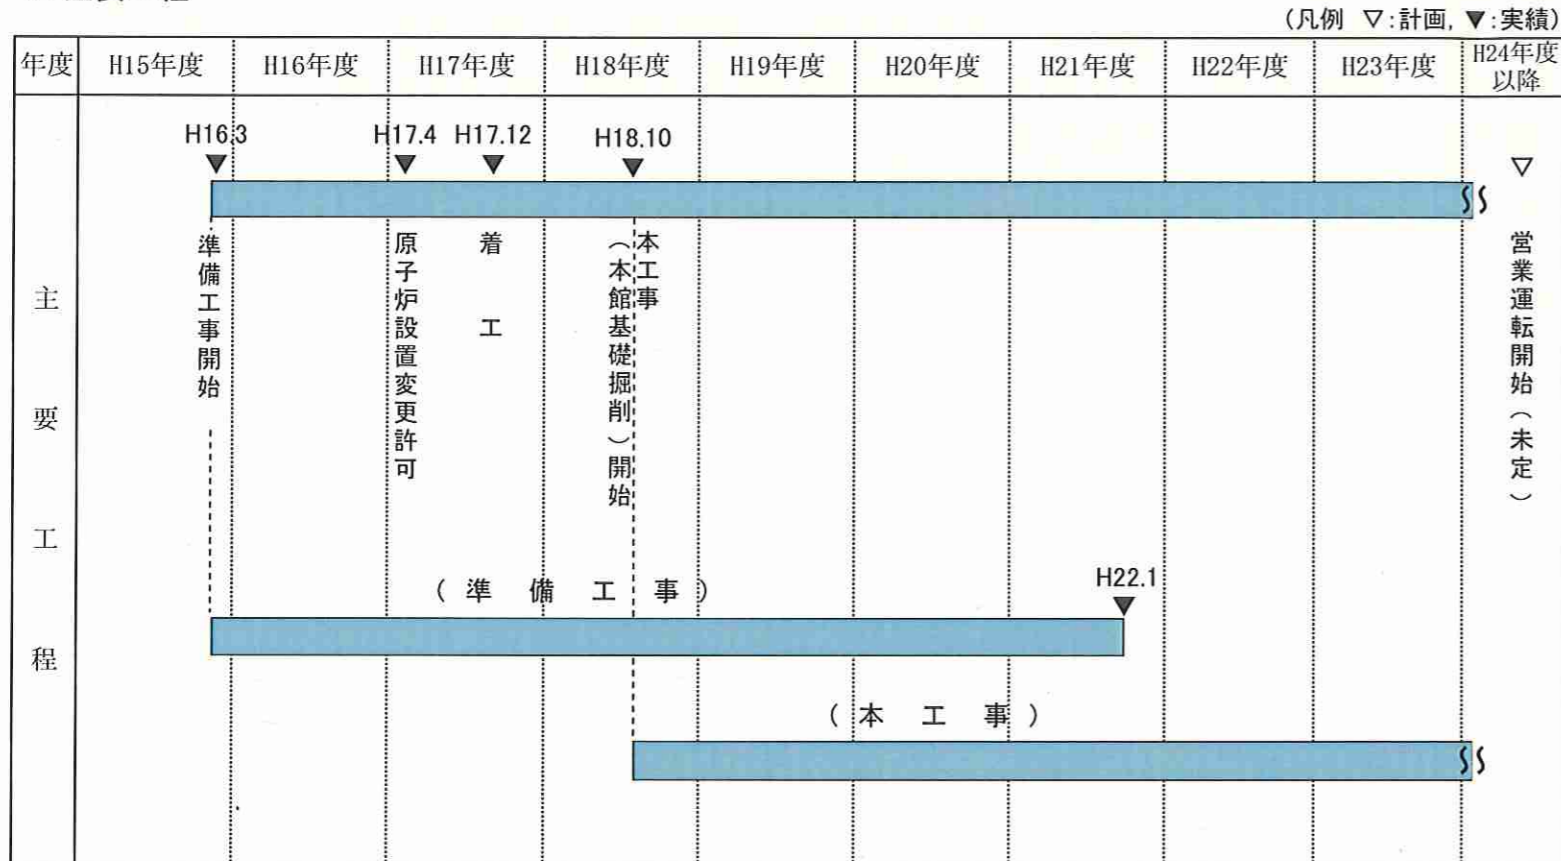 (凡例 ▽:計画, ▼:実績)
年度
H15年度
H16年度
H17年度
H18年度
H19年度
H20年度
H21年度
H22年度
H23年度
H24年度
以降
主要工程
H16.3
H17.4
H17.12
H18.10
準備工事開始
原子炉設置変更許可
着工
本工事
(本館基礎掘削)開始
営業運転開始(未定)
(準備工事)
H22.1
(本工事)